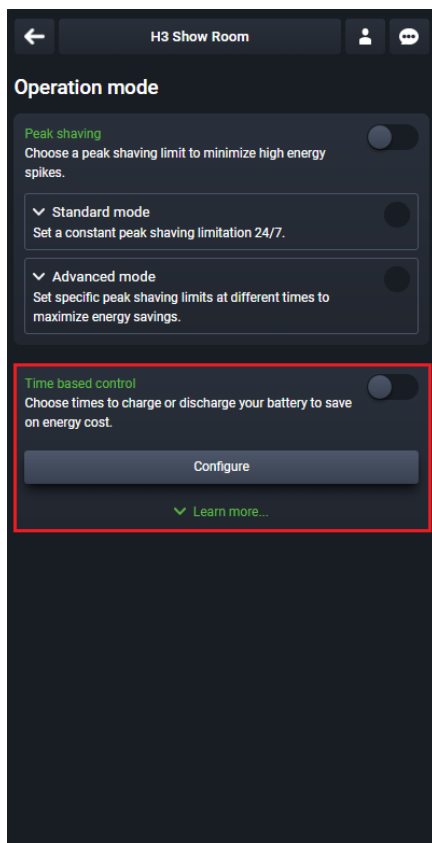 H3 Show Room
Operation mode
Peak shaving
Choose a peak shaving limit to minimize high energy
spikes.
Standard mode
Set a constant peak shaving limitation 24/7.
Advanced mode
Set specific peak shaving limits at different times to
maximize energy savings.
Time based control
Choose times to charge or discharge your battery to save
on energy cost.
Configure
Learn more...